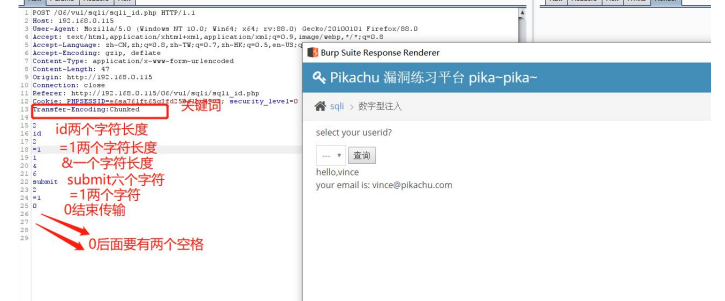 POST /06/vul/sqli/sqli_id.php HTTP/1.1
Host: 192.168.0.115
User-Agent: Mozilla/5.0 (Windows NT 10.0; Win64; x64; rv:88.0) Gecko/20100101 Firefox/88.0
Accept: text/html,application/xhtml+xml,application/xml;q=0.9,image/webp,*/*;q=0.8
Accept-Language: zh-CN,zh;q=0.8,zh-TW;q=0.7,zh-HK;q=0.5,en-US;q
Accept-Encoding: gzip, deflate
Content-Type: application/x-www-form-urlencoded
Content-Length: 47
Origin: http://192.168.0.115
Connection: close
Referer: http://192.168.0.115/06/vul/sqli/sqli_id.php
Cookie: security_level=0
Transfer-Encoding:Chunked
关键词
2
id
id两个字符长度
2
=1
=1两个字符长度
1
&
&一个字符长度
6
submit
submit六个字符
2
=1
=1两个字符
0
0结束传输
0后面要有两个空格
Burp Suite Response Renderer
Pikachu 漏洞练习平台 pika~pika~
sqli > 数字型注入
select your userid?
---
查询
hello,vince
your email is: vince@pikachu.com